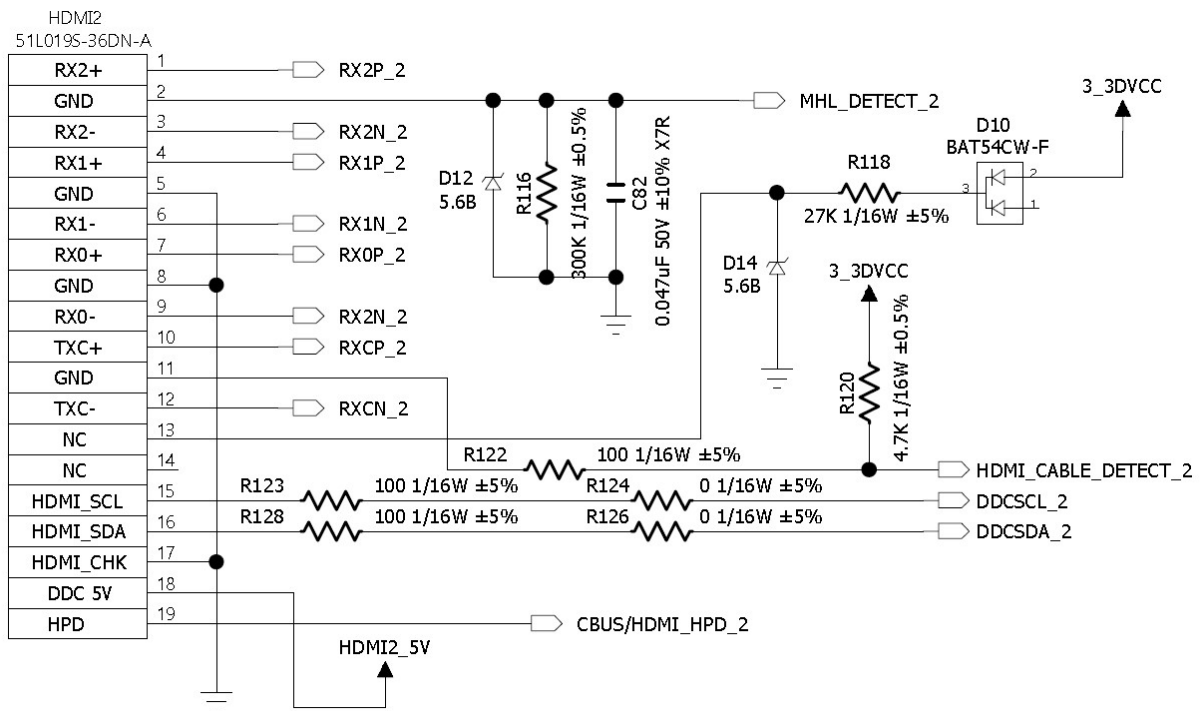 HDMI2
51L019S-36DN-A
RX2+ 1 RX2P_2
GND 2 MHL_DETECT_2
RX2- 3 RX2N_2
RX1+ 4 RX1P_2
GND 5
RX1- 6 RX1N_2
RX0+ 7 RX0P_2
GND 8
RX0- 9 RX2N_2
TXC+ 10 RXCP_2
GND 11
TXC- 12 RXCN_2
NC 13
NC 14
HDMI_SCL 15
HDMI_SDA 16
HDMI_CHK 17
DDC 5V 18
HPD 19 CBUS/HDMI_HPD_2
HDMI2_5V
D12
5.6B
R116
300K 1/16W ±0.5%
C82
0.047uF 50V ±10% X7R
3_3DVCC
D10
BAT54CW-F
3
2
1
R118
27K 1/16W ±5%
D14
5.6B
3_3DVCC
R120
4.7K 1/16W ±0.5%
R122 100 1/16W ±5% HDMI_CABLE_DETECT_2
R123 100 1/16W ±5% R124 0 1/16W ±5% DDCSCL_2
R128 100 1/16W ±5% R126 0 1/16W ±5% DDCSDA_2